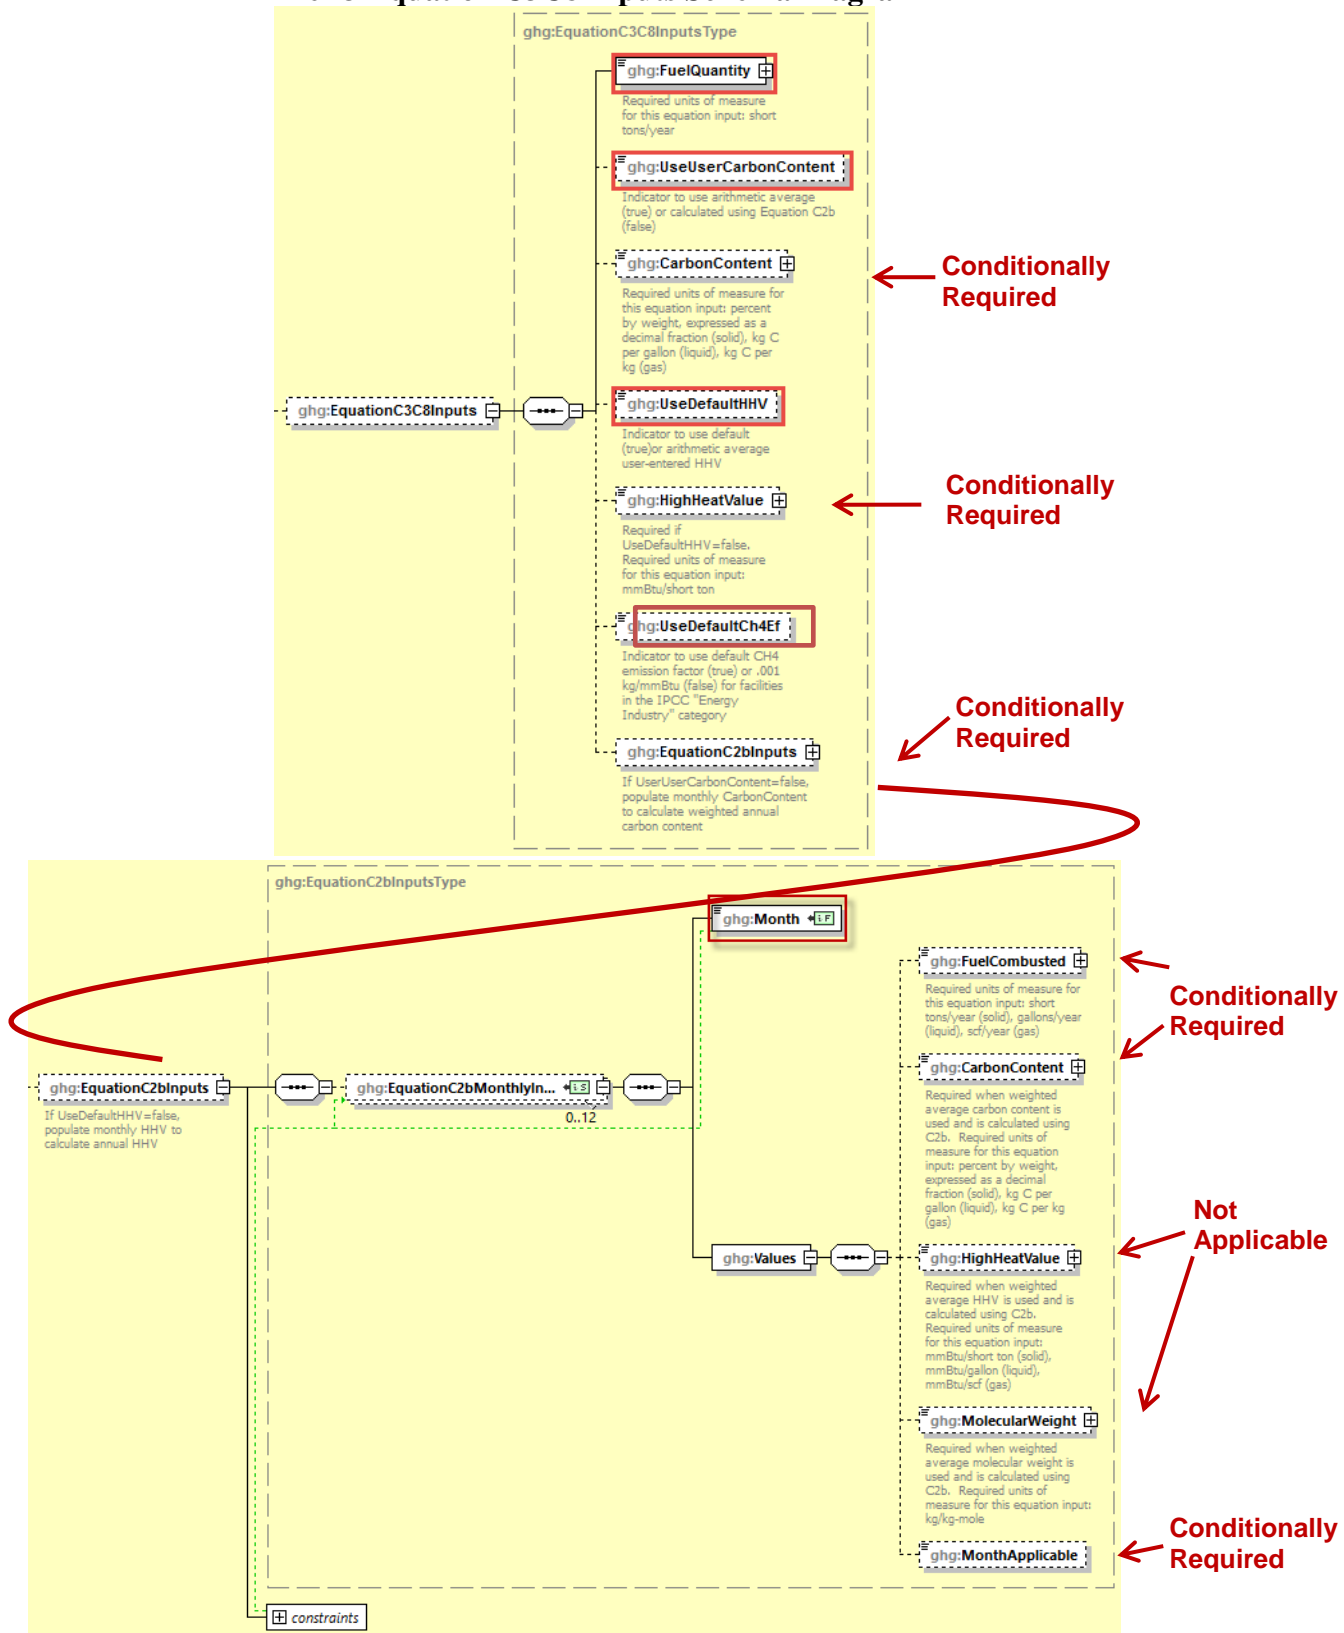 ghg:EquationC3C8InputsType
ghg:FuelQuantity
Required units of measure
for this equation input: short
tons/year
ghg:UseUserCarbonContent
Indicator to use arithmetic average
(true) or calculated using Equation C2b
(false)
ghg:CarbonContent
Required units of measure for
this equation input: percent
by weight, expressed as a
decimal fraction (solid), kg C
per gallon (liquid), kg C per
kg (gas)
Conditionally
Required
ghg:EquationC3C8Inputs
ghg:UseDefaultHHV
Indicator to use default
(true)or arithmetic average
user-entered HHV
ghg:HighHeatValue
Required if
UseDefaultHHV=false.
Required units of measure
for this equation input:
mmBtu/short ton
Conditionally
Required
ghg:UseDefaultCh4Ef
Indicator to use default CH4
emission factor (true) or .001
kg/mmBtu (false) for facilities
in the IPCC "Energy
Industry" category
Conditionally
Required
ghg:EquationC2bInputs
If UserUserCarbonContent=false,
populate monthly CarbonContent
to calculate weighted annual
carbon content
ghg:EquationC2bInputsType
ghg:Month
ghg:FuelCombusted
Required units of measure for
this equation input: short
tons/year (solid), gallons/year
(liquid), scf/year (gas)
Conditionally
Required
ghg:EquationC2bInputs
If UseDefaultHHV=false,
populate monthly HHV to
calculate annual HHV
ghg:EquationC2bMonthlyIn...
0..12
ghg:CarbonContent
Required when weighted
average carbon content is
used and is calculated using
C2b. Required units of
measure for this equation
input: percent by weight,
expressed as a decimal
fraction (solid), kg C per
gallon (liquid), kg C per kg
(gas)
Not
Applicable
ghg:Values
ghg:HighHeatValue
Required when weighted
average HHV is used and is
calculated using C2b.
Required units of measure
for this equation input:
mmBtu/short ton (solid),
mmBtu/gallon (liquid),
mmBtu/scf (gas)
ghg:MolecularWeight
Required when weighted
average molecular weight is
used and is calculated using
C2b. Required units of
measure for this equation input:
kg/kg-mole
ghg:MonthApplicable
Conditionally
Required
constraints